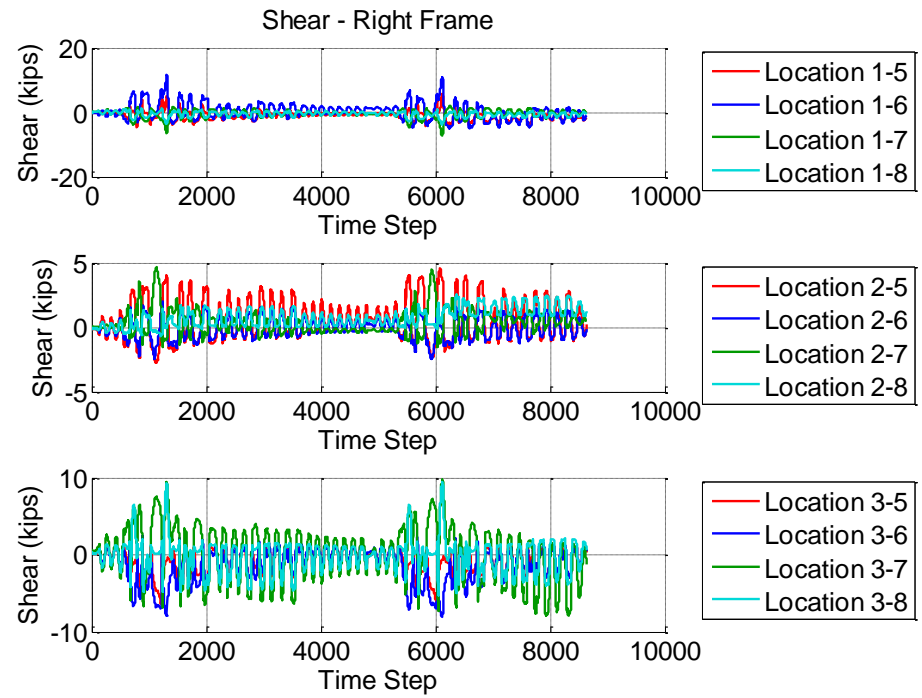 Shear - Right Frame
Shear (kips)
20
0
-20
0 2000 4000 6000 8000 10000
Time Step
Location 1-5
Location 1-6
Location 1-7
Location 1-8
Shear (kips)
5
0
-5
0 2000 4000 6000 8000 10000
Time Step
Location 2-5
Location 2-6
Location 2-7
Location 2-8
Shear (kips)
10
0
-10
0 2000 4000 6000 8000 10000
Time Step
Location 3-5
Location 3-6
Location 3-7
Location 3-8